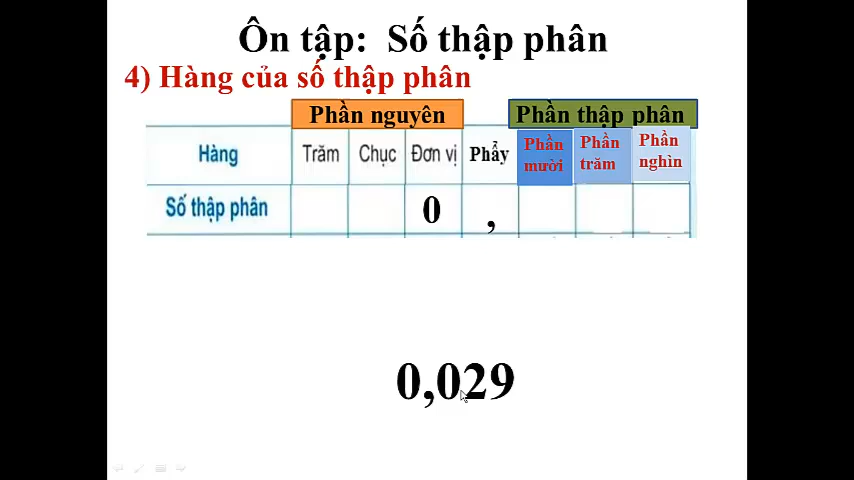 Ôn tập: Số thập phân
4) Hàng của số thập phân
Phần nguyên Phần thập phân
Hàng Trăm Chục Đơn vị Phẩy Phần mười Phần trăm Phần nghìn
Số thập phân 0 ,
0,029